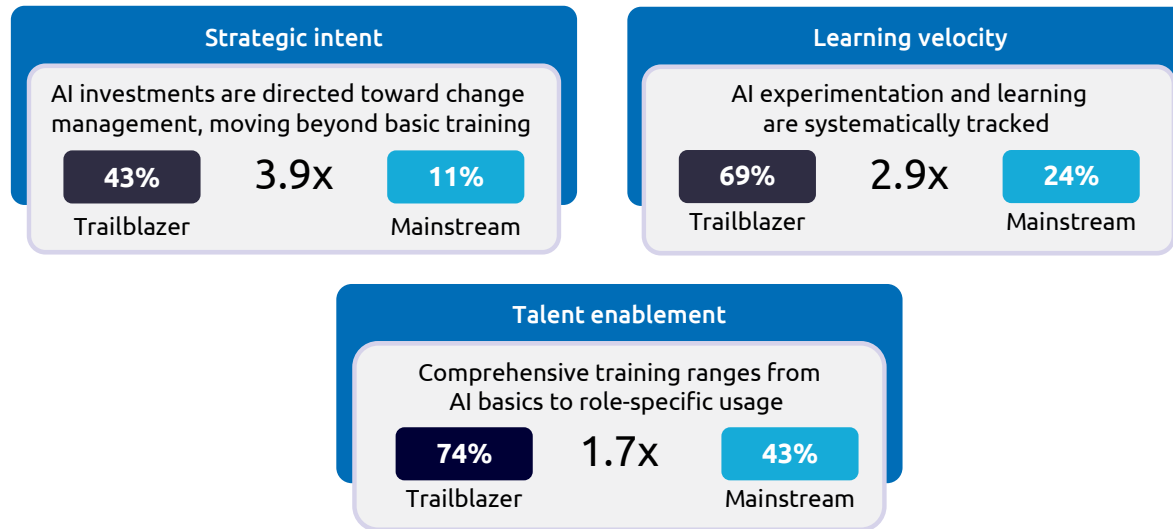 Strategic intent
AI investments are directed toward change
management, moving beyond basic training
43% 3.9x 11%
Trailblazer Mainstream
Learning velocity
AI experimentation and learning
are systematically tracked
69% 2.9x 24%
Trailblazer Mainstream
Talent enablement
Comprehensive training ranges from
AI basics to role-specific usage
74% 1.7x 43%
Trailblazer Mainstream